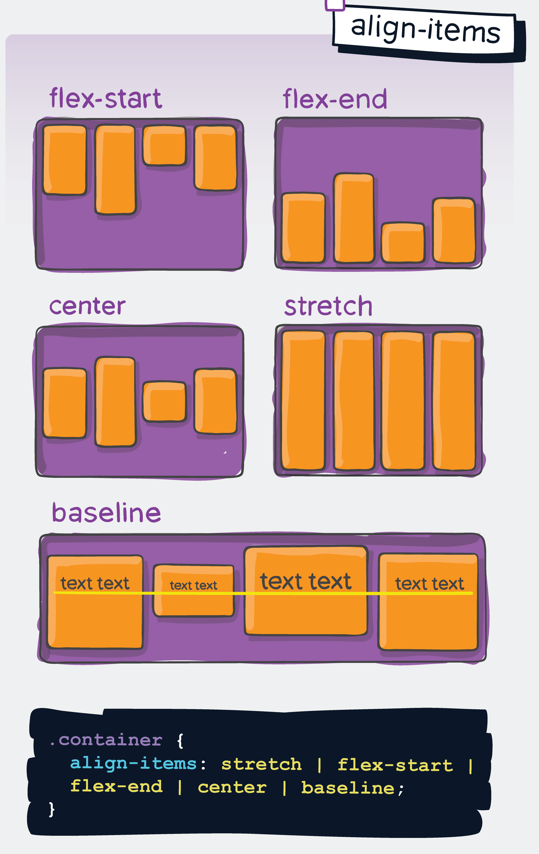 align-items
flex-start
flex-end
center
stretch
baseline
text text
text text
text text
text text
.container {
  align-items: stretch | flex-start |
  flex-end | center | baseline;
}